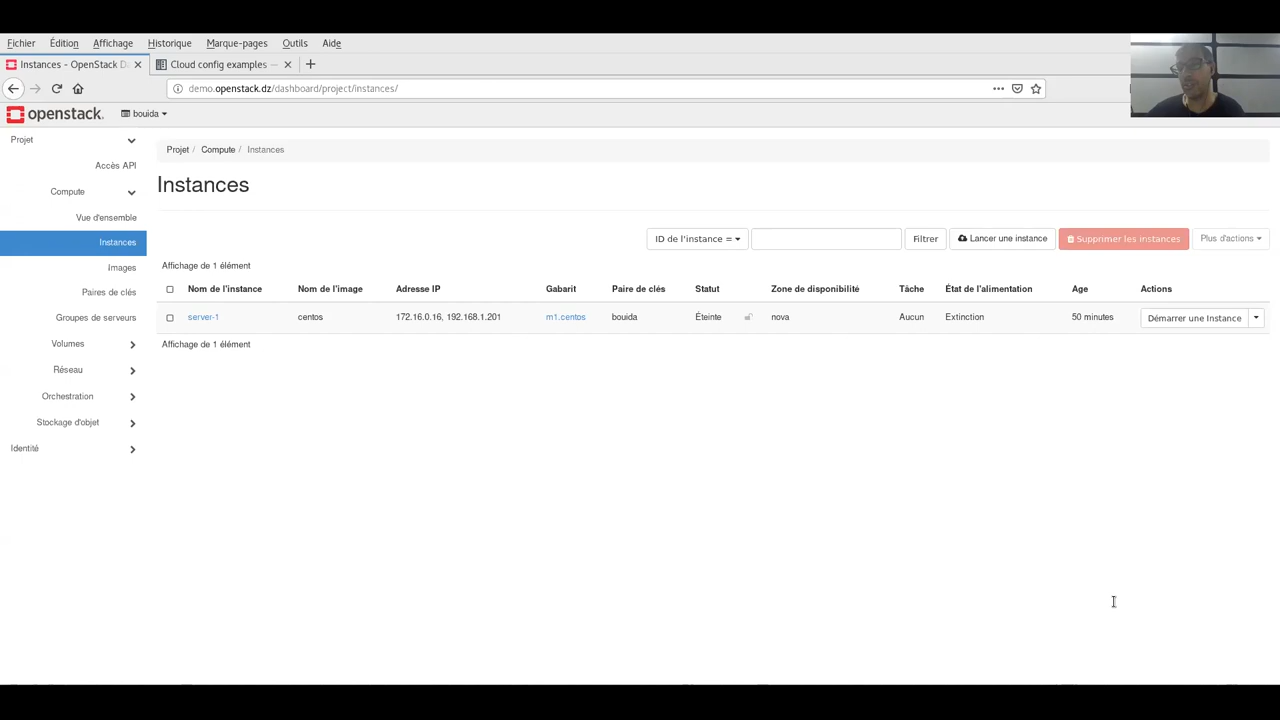 Fichier Édition Affichage Historique Marque-pages Outils Aide
Instances - OpenStack Da
Cloud config examples —
demo.openstack.dz/dashboard/project/instances/
openstack. bouida
Projet
Accès API
Compute
Vue d'ensemble
Instances
Images
Paires de clés
Groupes de serveurs
Volumes
Réseau
Orchestration
Stockage d'objet
Identité
Projet / Compute / Instances
Instances
ID de l'instance = Filtrer Lancer une instance Supprimer les instances Plus d'actions
Affichage de 1 élément
Nom de l'instance Nom de l'image Adresse IP Gabarit Paire de clés Statut Zone de disponibilité Tâche État de l'alimentation Age Actions
server-1 centos 172.16.0.16, 192.168.1.201 m1.centos bouida Éteinte nova Aucun Extinction 50 minutes Démarrer une Instance
Affichage de 1 élément